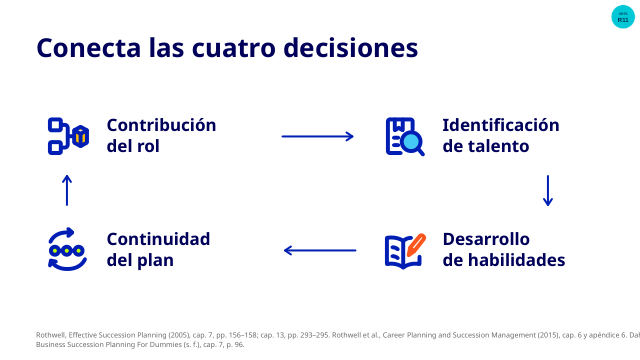 R11
Conecta las cuatro decisiones
Contribución
del rol
Identificación
de talento
Continuidad
del plan
Desarrollo
de habilidades
Rothwell, Effective Succession Planning (2005), cap. 7, pp. 156–158; cap. 13, pp. 293–295. Rothwell et al., Career Planning and Succession Management (2015), cap. 6 y apéndice 6. Dal
Business Succession Planning For Dummies (s. f.), cap. 7, p. 96.